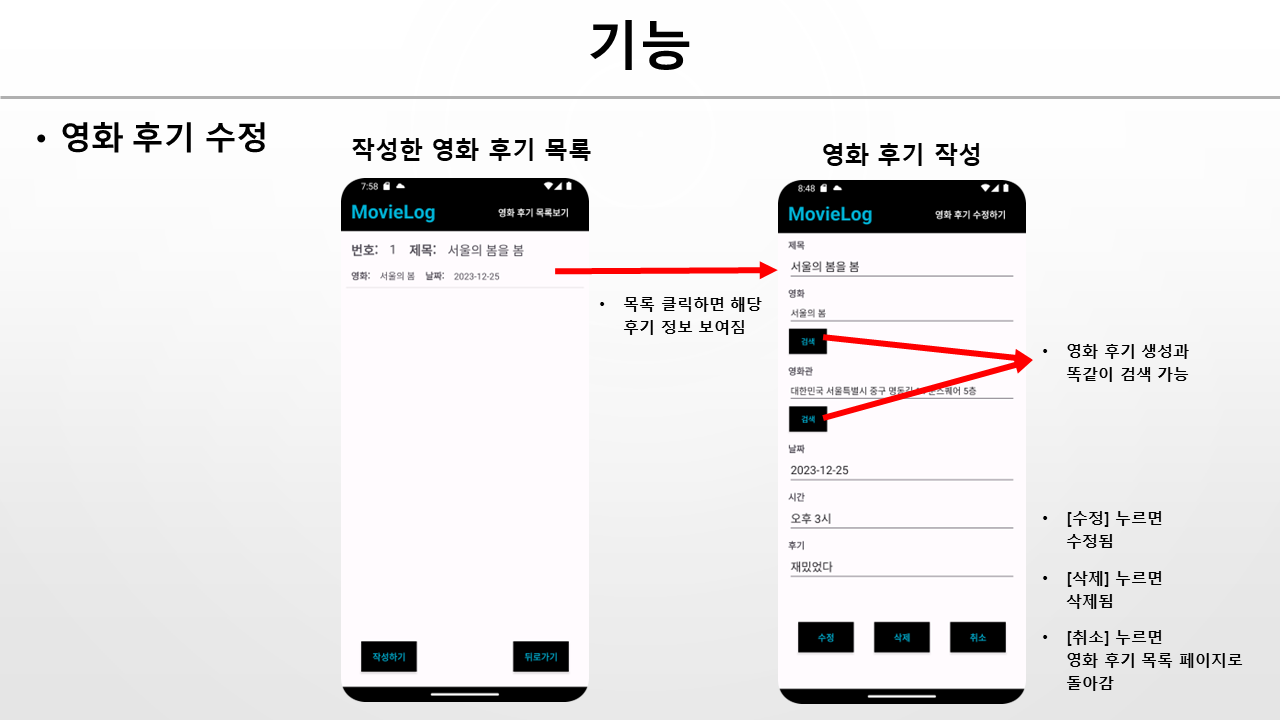 기능
• 영화 후기 수정
작성한 영화 후기 목록
7:58
MovieLog 영화 후기 목록보기
번호: 1 제목: 서울의 봄을 봄
영화: 서울의 봄 날짜: 2023-12-25
작성하기 뒤로가기
• 목록 클릭하면 해당
후기 정보 보여짐
영화 후기 작성
8:48
MovieLog 영화 후기 수정하기
제목
서울의 봄을 봄
영화
서울의 봄
검색
영화관
대한민국 서울특별시 중구 명동길 스퀘어 5층
검색
날짜
2023-12-25
시간
오후 3시
후기
재밌었다
수정 삭제 취소
• 영화 후기 생성과
똑같이 검색 가능
• [수정] 누르면
수정됨
• [삭제] 누르면
삭제됨
• [취소] 누르면
영화 후기 목록 페이지로
돌아감